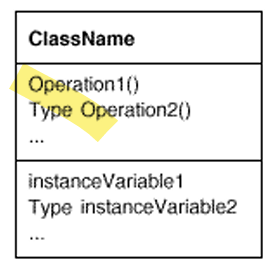 ClassName
Operation1()
Type Operation2()
...
instanceVariable1
Type instanceVariable2
...